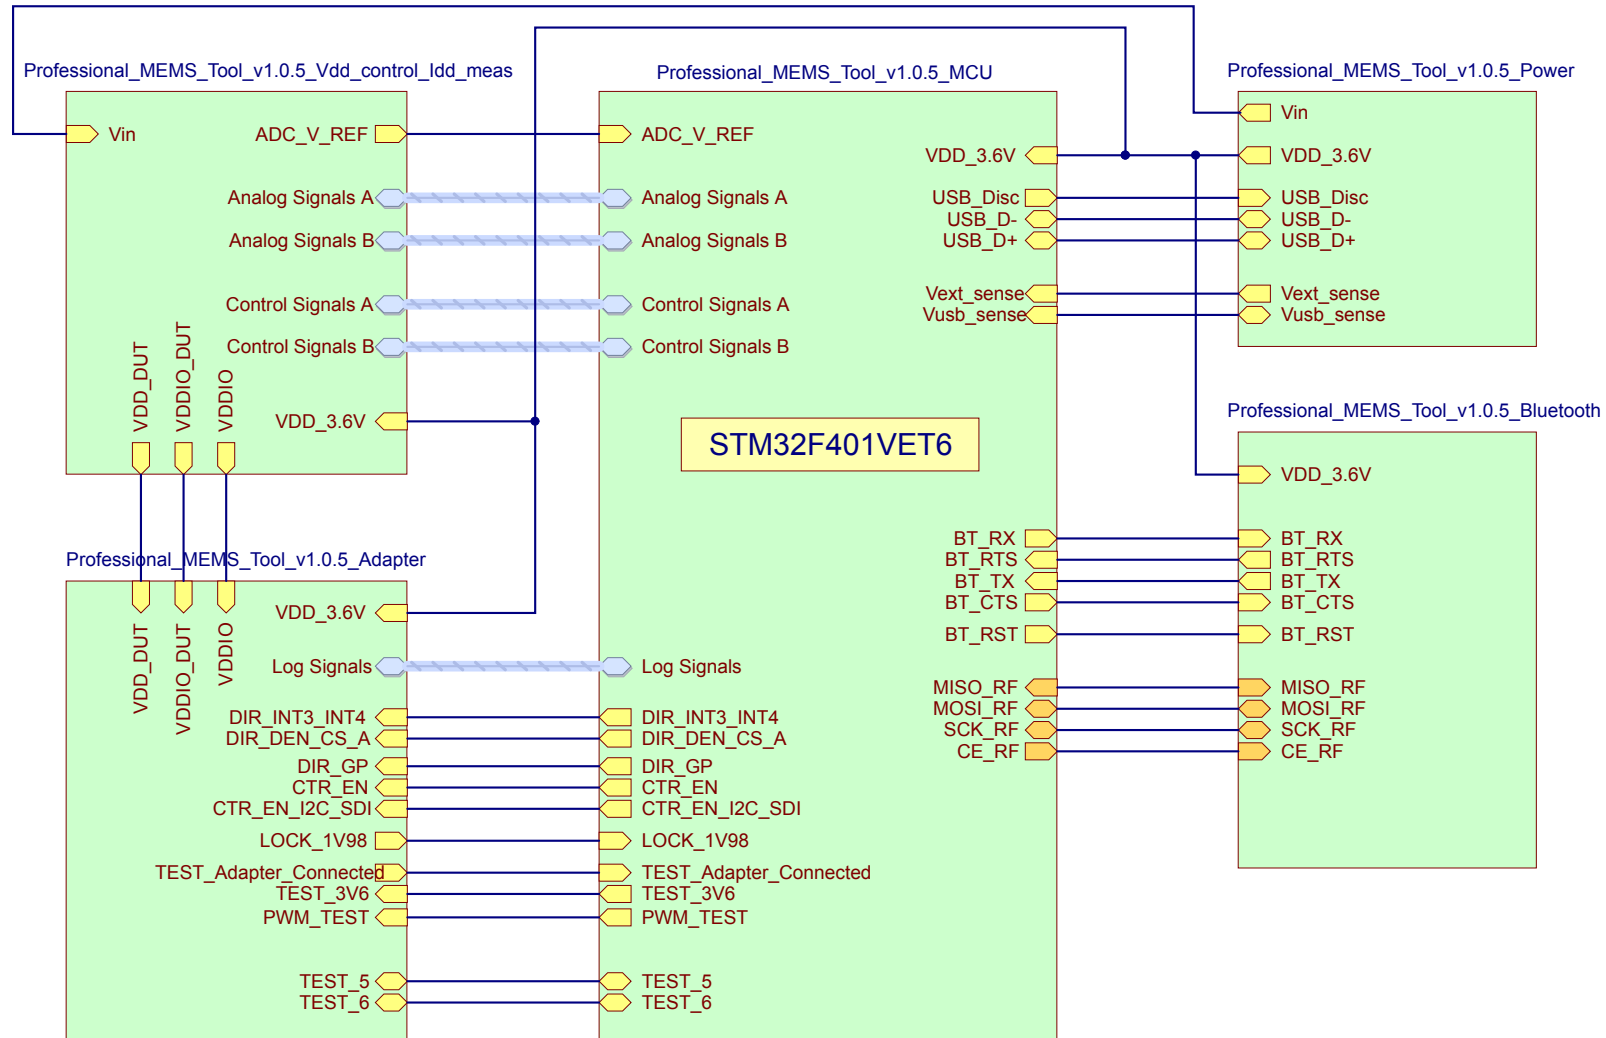 Professional_MEMS_Tool_v1.0.5_Vdd_control_Idd_meas
Vin
ADC_V_REF
Analog Signals A
Analog Signals B
Control Signals A
Control Signals B
VDD_3.6V
VDD_DUT
VDDIO_DUT
VDDIO
Professional_MEMS_Tool_v1.0.5_Adapter
VDD_DUT
VDDIO_DUT
VDDIO
VDD_3.6V
Log Signals
DIR_INT3_INT4
DIR_DEN_CS_A
DIR_GP
CTR_EN
CTR_EN_I2C_SDI
LOCK_1V98
TEST_Adapter_Connected
TEST_3V6
PWM_TEST
TEST_5
TEST_6
Professional_MEMS_Tool_v1.0.5_MCU
ADC_V_REF
Analog Signals A
Analog Signals B
Control Signals A
Control Signals B
STM32F401VET6
Log Signals
DIR_INT3_INT4
DIR_DEN_CS_A
DIR_GP
CTR_EN
CTR_EN_I2C_SDI
LOCK_1V98
TEST_Adapter_Connected
TEST_3V6
PWM_TEST
TEST_5
TEST_6
VDD_3.6V
USB_Disc
USB_D-
USB_D+
Vext_sense
Vusb_sense
BT_RX
BT_RTS
BT_TX
BT_CTS
BT_RST
MISO_RF
MOSI_RF
SCK_RF
CE_RF
Professional_MEMS_Tool_v1.0.5_Power
Vin
VDD_3.6V
USB_Disc
USB_D-
USB_D+
Vext_sense
Vusb_sense
Professional_MEMS_Tool_v1.0.5_Bluetooth
VDD_3.6V
BT_RX
BT_RTS
BT_TX
BT_CTS
BT_RST
MISO_RF
MOSI_RF
SCK_RF
CE_RF